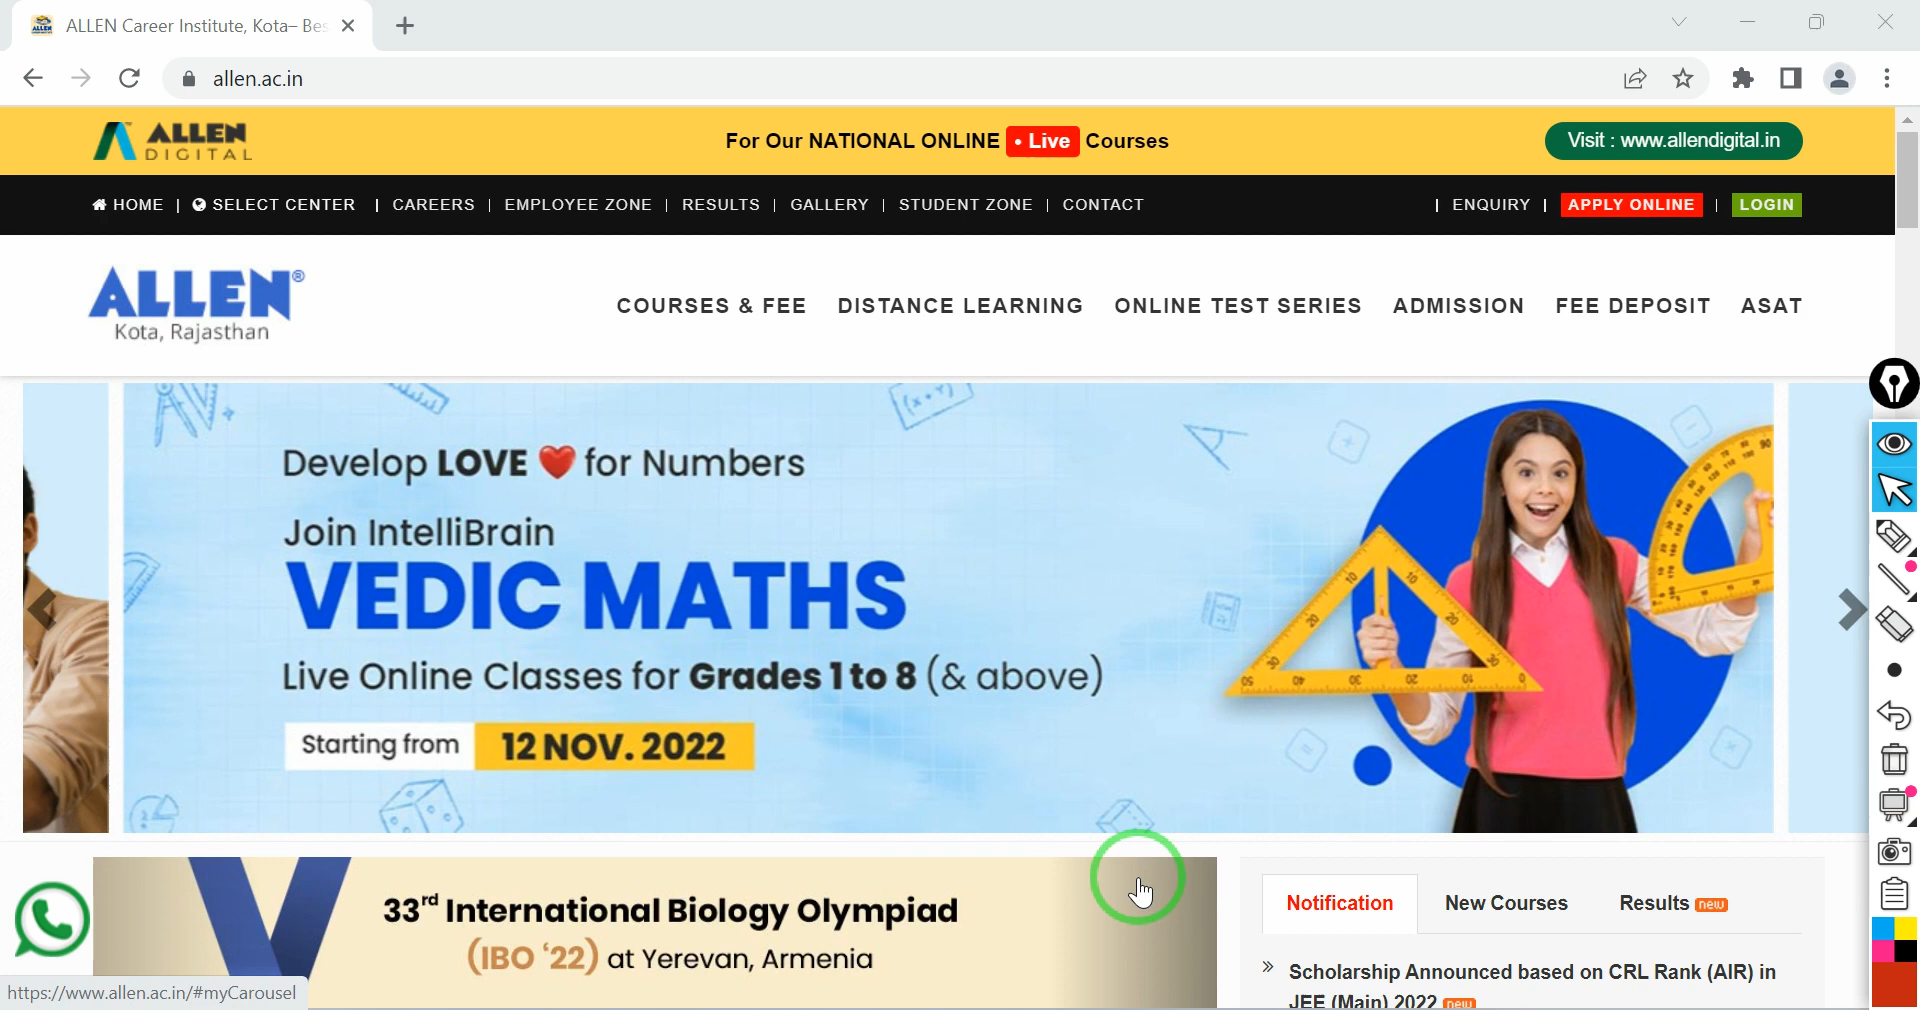 ALLEN Career Institute, Kota– Bes
allen.ac.in
ALLEN
DIGITAL
For Our NATIONAL ONLINE • Live Courses
Visit : www.allendigital.in
HOME | SELECT CENTER | CAREERS | EMPLOYEE ZONE | RESULTS | GALLERY | STUDENT ZONE | CONTACT
| ENQUIRY | APPLY ONLINE | LOGIN
ALLEN®
Kota, Rajasthan
COURSES & FEE DISTANCE LEARNING ONLINE TEST SERIES ADMISSION FEE DEPOSIT ASAT
Develop LOVE ❤ for Numbers
Join IntelliBrain
VEDIC MATHS
Live Online Classes for Grades 1 to 8 (& above)
Starting from 12 NOV. 2022
33rd International Biology Olympiad
(IBO ‘22) at Yerevan, Armenia
Notification New Courses Results new
» Scholarship Announced based on CRL Rank (AIR) in
JEE (Main) 2022 new
https://www.allen.ac.in/#myCarousel